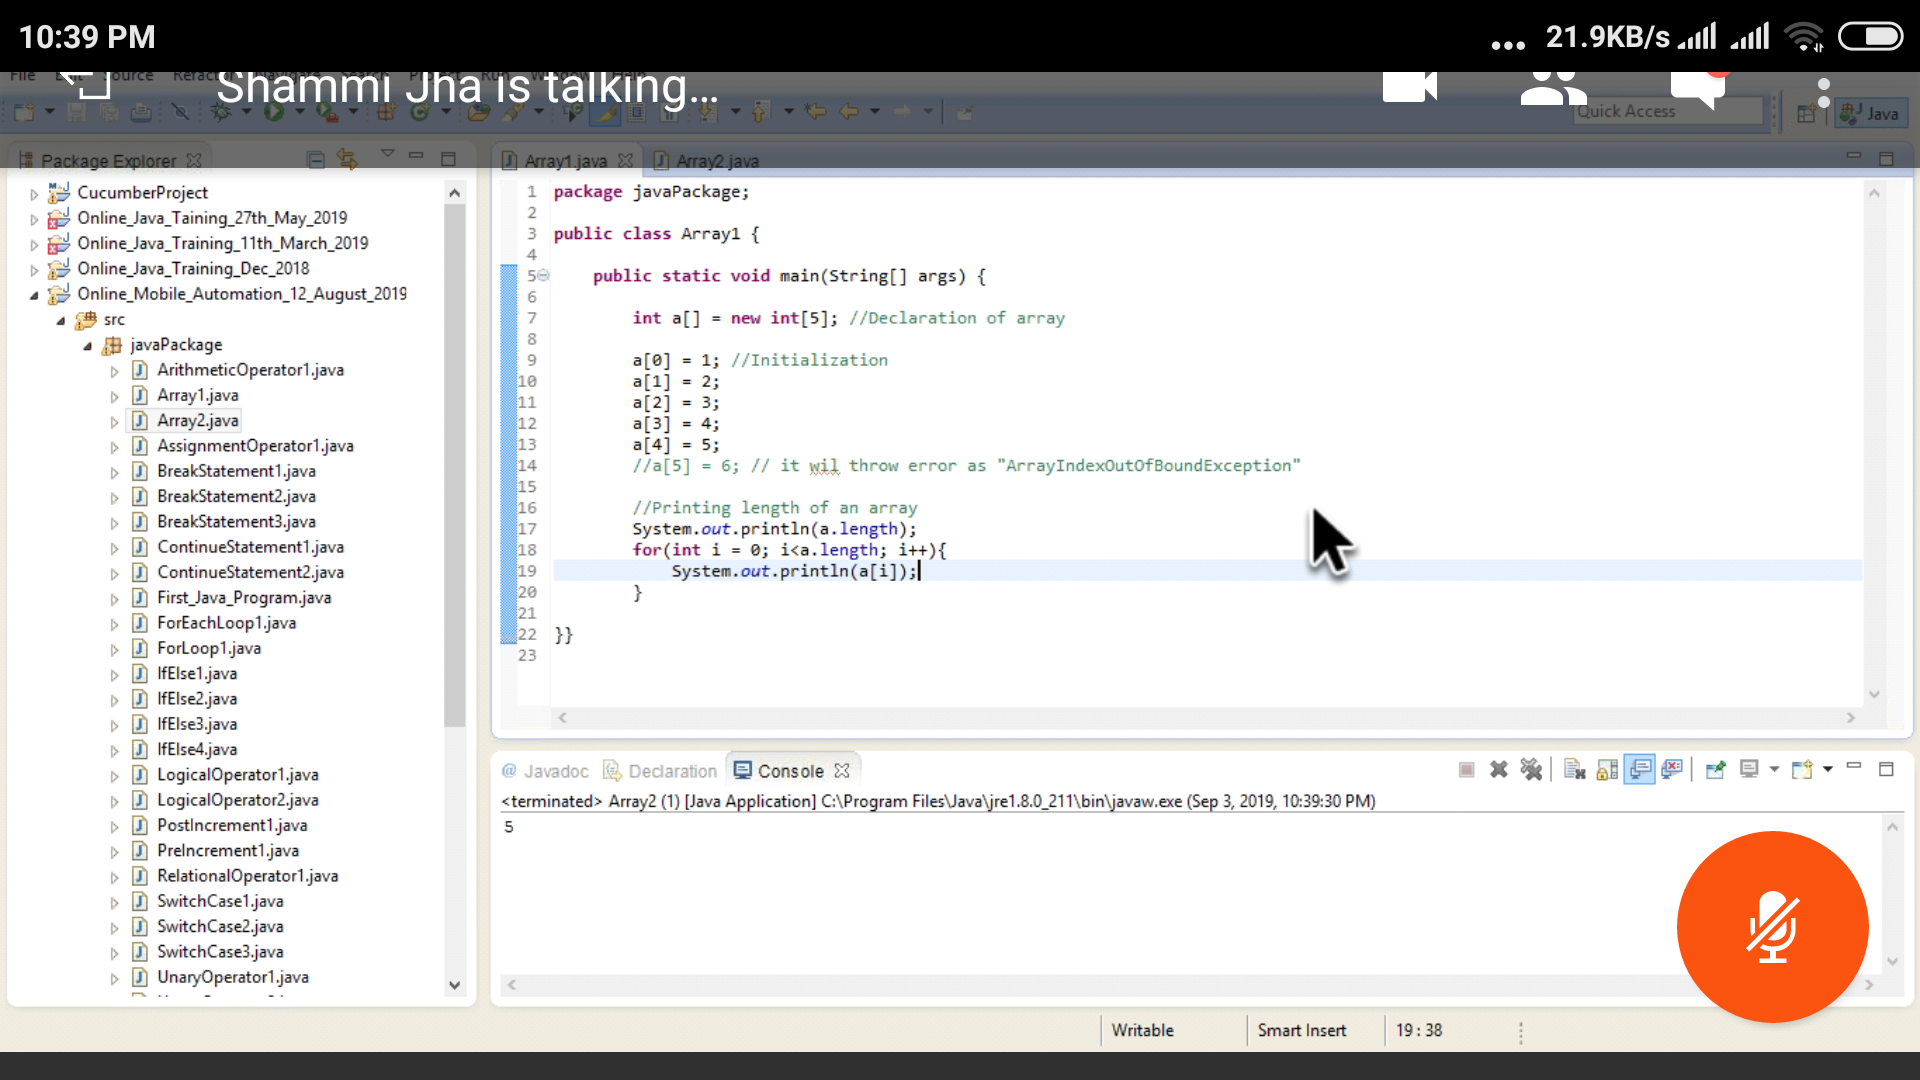 10:39 PM
... 21.9KB/s
File Edit Source Refactor Navigate Search Project Run Window Help
Shammi Jha is talking...
Quick Access
Java
Package Explorer
Array1.java
Array2.java
CucumberProject
Online_Java_Taining_27th_May_2019
Online_Java_Training_11th_March_2019
Online_Java_Training_Dec_2018
Online_Mobile_Automation_12_August_2019
src
javaPackage
ArithmeticOperator1.java
Array1.java
Array2.java
AssignmentOperator1.java
BreakStatement1.java
BreakStatement2.java
BreakStatement3.java
ContinueStatement1.java
ContinueStatement2.java
First_Java_Program.java
ForEachLoop1.java
ForLoop1.java
IfElse1.java
IfElse2.java
IfElse3.java
IfElse4.java
LogicalOperator1.java
LogicalOperator2.java
PostIncrement1.java
PreIncrement1.java
RelationalOperator1.java
SwitchCase1.java
SwitchCase2.java
SwitchCase3.java
UnaryOperator1.java
1 package javaPackage;
2
3 public class Array1 {
4
5 public static void main(String[] args) {
6
7 int a[] = new int[5]; //Declaration of array
8
9 a[0] = 1; //Initialization
10 a[1] = 2;
11 a[2] = 3;
12 a[3] = 4;
13 a[4] = 5;
14 //a[5] = 6; // it wil throw error as "ArrayIndexOutOfBoundException"
15
16 //Printing length of an array
17 System.out.println(a.length);
18 for(int i = 0; i<a.length; i++){
19 System.out.println(a[i]);
20 }
21
22 }}
23
@ Javadoc
Declaration
Console
<terminated> Array2 (1) [Java Application] C:\Program Files\Java\jre1.8.0_211\bin\javaw.exe (Sep 3, 2019, 10:39:30 PM)
5
Writable
Smart Insert
19 : 38